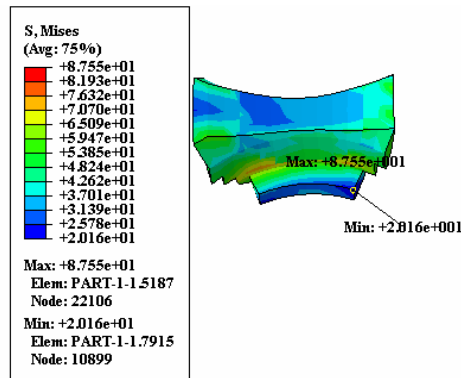 S, Mises
(Avg: 75%)
+8.755e+01
+8.193e+01
+7.632e+01
+7.070e+01
+6.509e+01
+5.947e+01
+5.385e+01
+4.824e+01
+4.262e+01
+3.701e+01
+3.139e+01
+2.578e+01
+2.016e+01
Max: +8.755e+01
Elem: PART-1-1.5187
Node: 22106
Min: +2.016e+01
Elem: PART-1-1.7915
Node: 10899
Max: +8.755e+001
Min: +2.016e+001